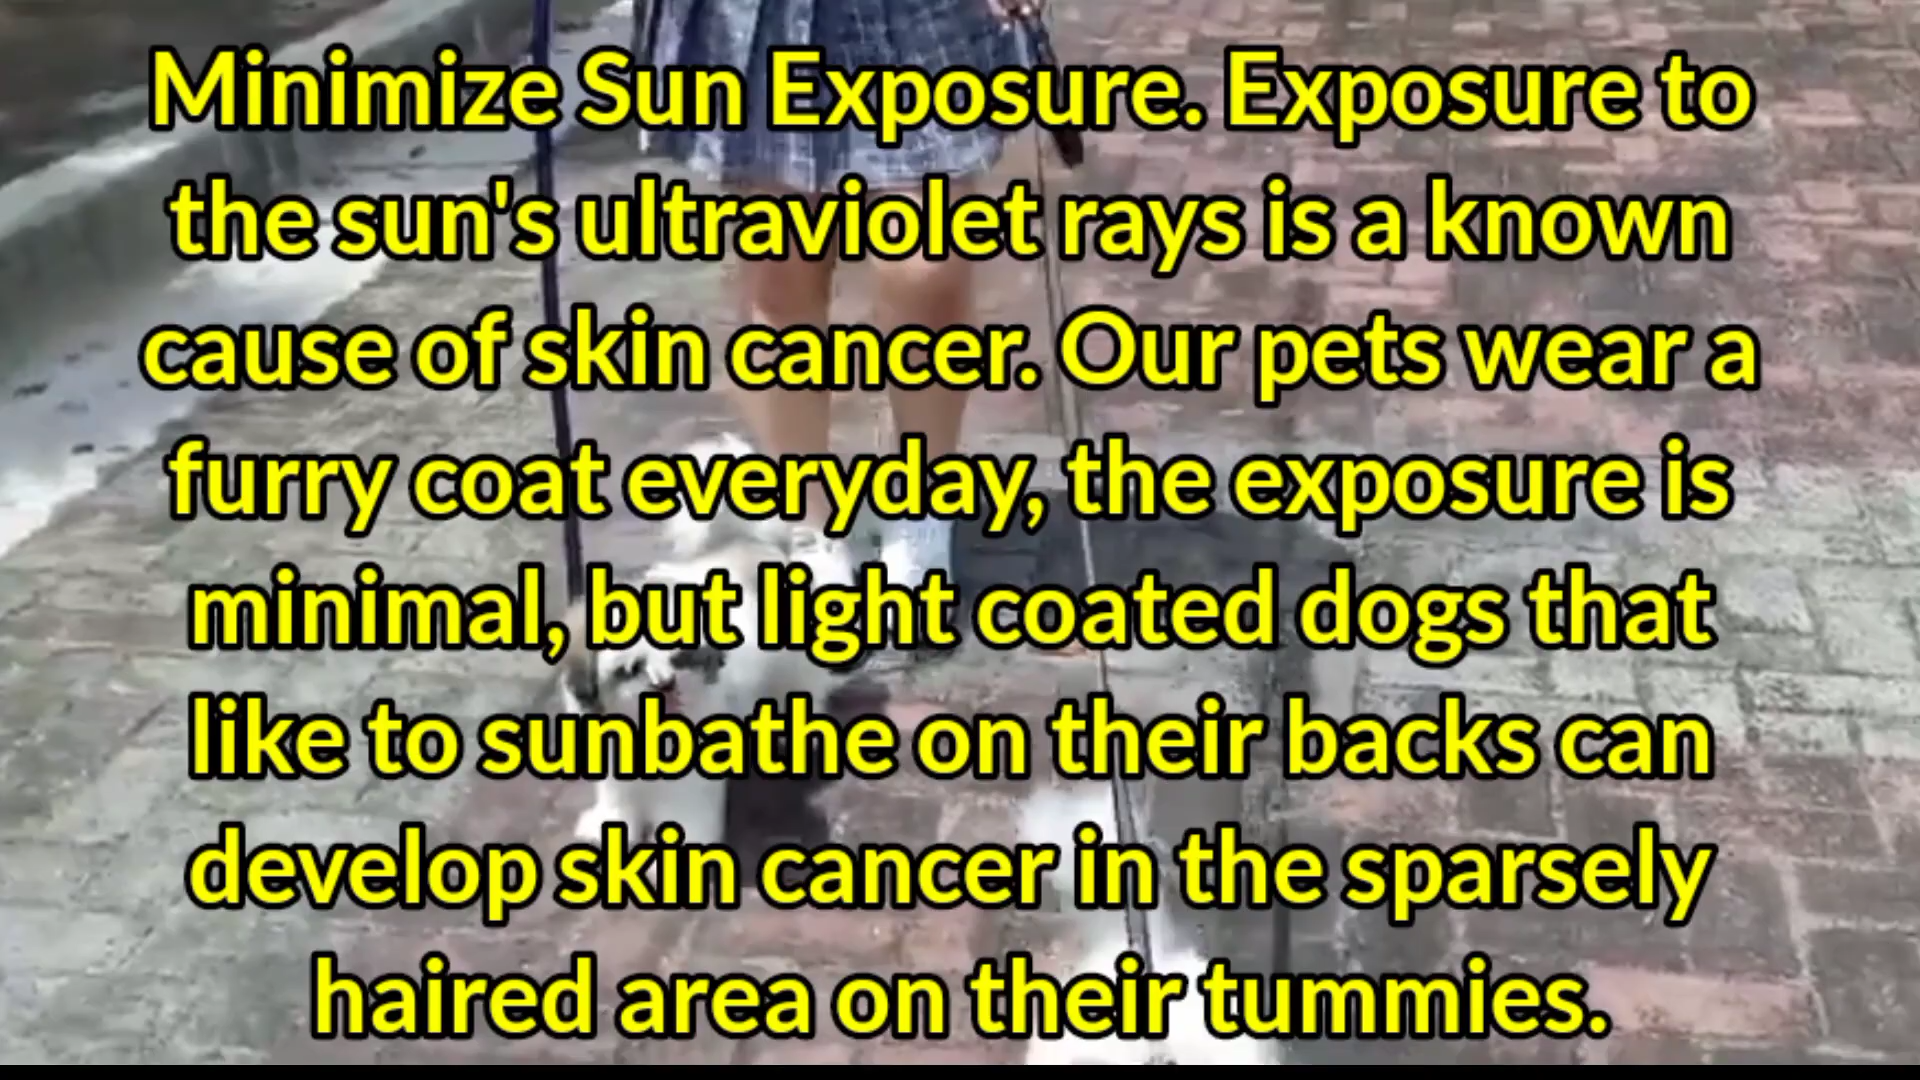 Minimize Sun Exposure. Exposure to
the sun's ultraviolet rays is a known
cause of skin cancer. Our pets wear a
furry coat everyday, the exposure is
minimal, but light coated dogs that
like to sunbathe on their backs can
develop skin cancer in the sparsely
haired area on their tummies.